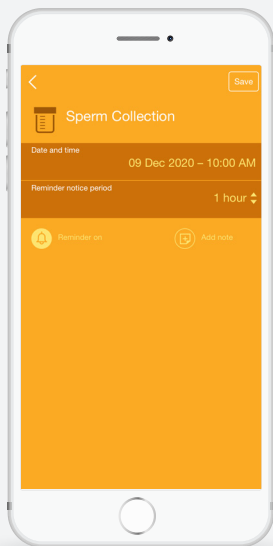 Save
Sperm Collection
Date and time
09 Dec 2020 – 10:00 AM
Reminder notice period
1 hour
Reminder on
Add note